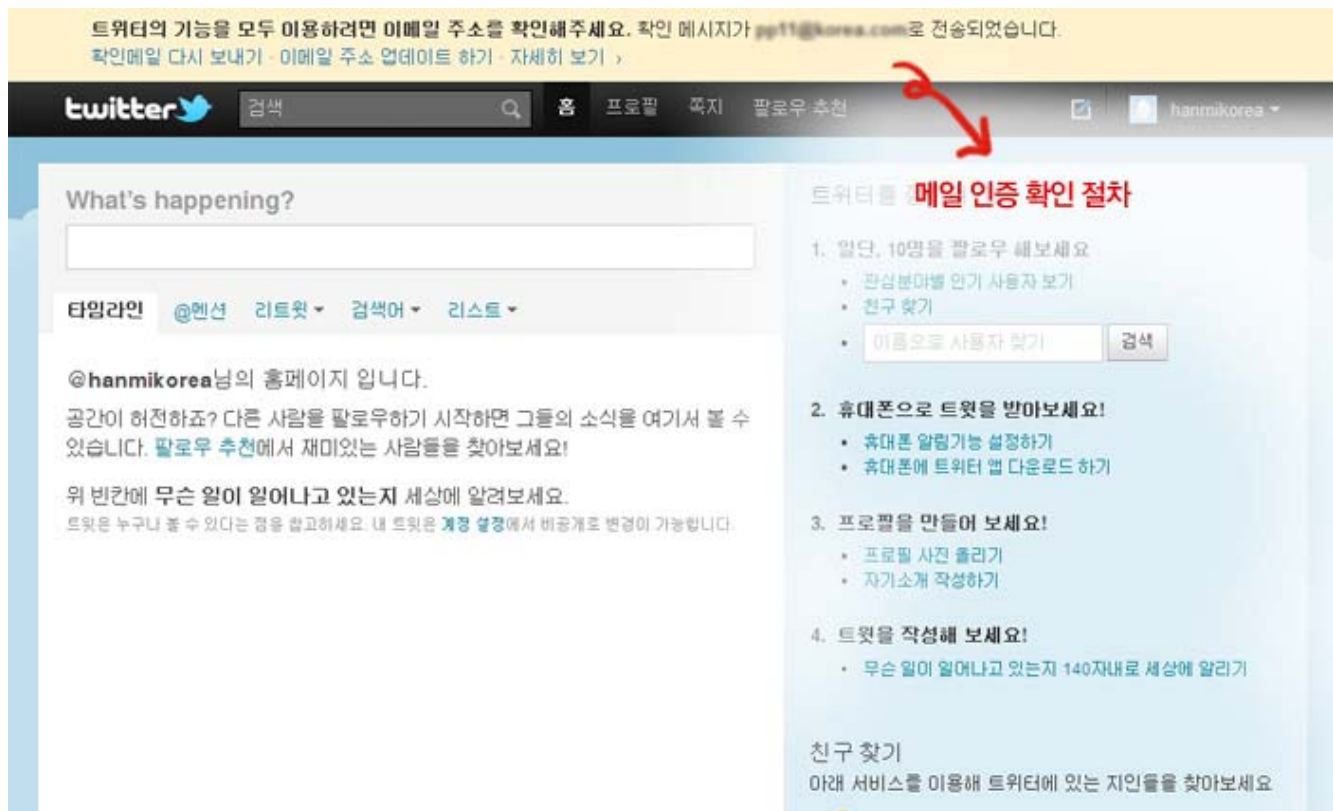 트위터의 기능을 모두 이용하려면 이메일 주소를 확인해주세요. 확인 메시지가 로 전송되었습니다.
확인메일 다시 보내기 · 이메일 주소 업데이트 하기 · 자세히 보기 ›
twitter 검색 홈 프로필 쪽지 팔로우 추천 hanmikorea
What's happening?
타임라인 @멘션 리트윗 검색어 리스트
@hanmikorea님의 홈페이지 입니다.
공간이 허전하죠? 다른 사람을 팔로우하기 시작하면 그들의 소식을 여기서 볼 수
있습니다. 팔로우 추천에서 재미있는 사람들을 찾아보세요!
위 빈칸에 무슨 일이 일어나고 있는지 세상에 알려보세요.
트윗은 누구나 볼 수 있다는 점을 참고하세요. 내 트윗은 계정 설정에서 비공개로 변경이 가능합니다.
트위터를
메일 인증 확인 절차
1. 일단, 10명을 팔로우 해보세요
• 관심분야별 인기 사용자 보기
• 친구 찾기
• 이름으로 사용자 찾기 검색
2. 휴대폰으로 트윗을 받아보세요!
• 휴대폰 알림기능 설정하기
• 휴대폰에 트위터 앱 다운로드 하기
3. 프로필을 만들어 보세요!
• 프로필 사진 올리기
• 자기소개 작성하기
4. 트윗을 작성해 보세요!
• 무슨 일이 일어나고 있는지 140자내로 세상에 알리기
친구 찾기
아래 서비스를 이용해 트위터에 있는 지인들을 찾아보세요